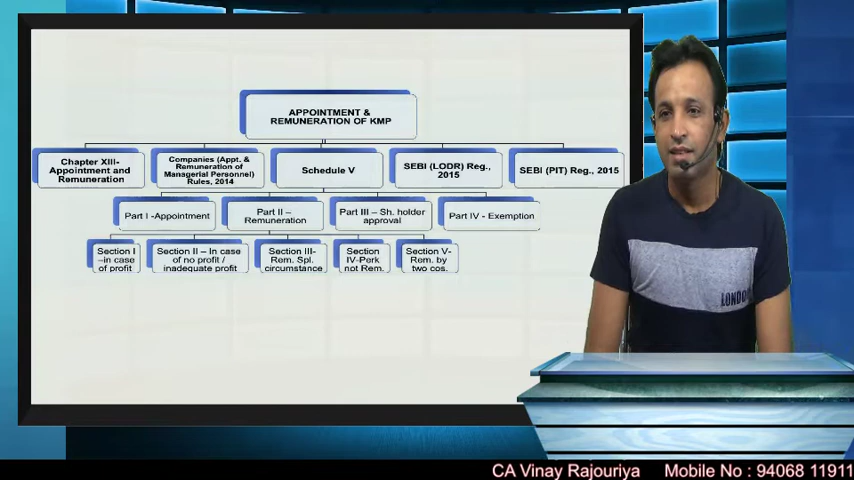 APPOINTMENT &
REMUNERATION OF KMP
Chapter XIII-
Appointment and
Remuneration
Companies (Appt. &
Remuneration of
Managerial Personnel)
Rules, 2014
Schedule V
SEBI (LODR) Reg.,
2015
SEBI (PIT) Reg., 2015
Part I -Appointment
Part II –
Remuneration
Part III – Sh. holder
approval
Part IV - Exemption
Section I
–in case
of profit
Section II – In case
of no profit /
inadequate profit
Section III-
Rem. Spl.
circumstance
Section
IV-Perk
not Rem.
Section V-
Rem. by
two cos.
LONDO
CA Vinay Rajouriya Mobile No : 94068 11911